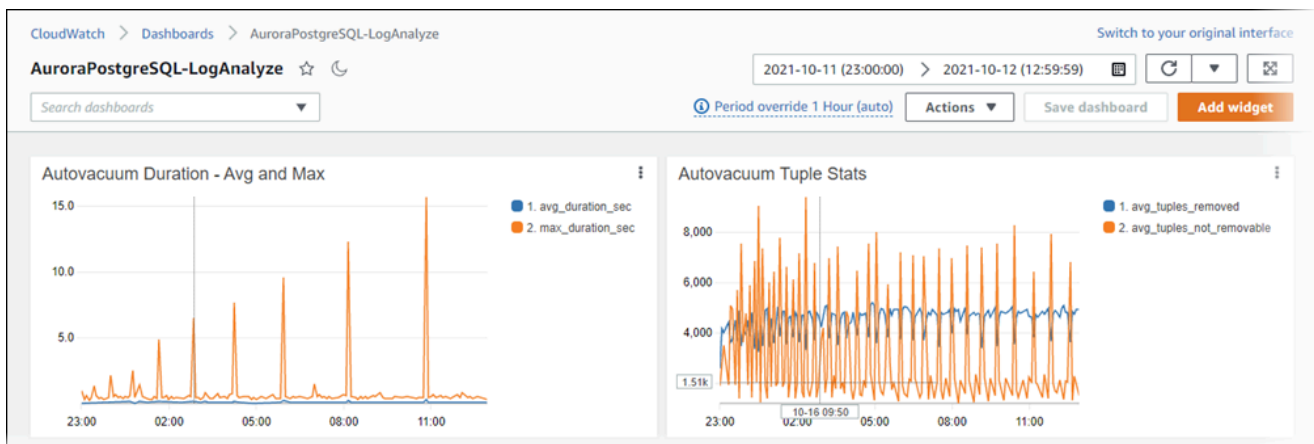 CloudWatch > Dashboards > AuroraPostgreSQL-LogAnalyze
Switch to your original interface
AuroraPostgreSQL-LogAnalyze
2021-10-11 (23:00:00) > 2021-10-12 (12:59:59)
Search dashboards
Period override 1 Hour (auto)
Actions
Save dashboard
Add widget
Autovacuum Duration - Avg and Max
15.0
10.0
5.0
23:00 02:00 05:00 08:00 11:00
1. avg_duration_sec
2. max_duration_sec
Autovacuum Tuple Stats
8,000
6,000
4,000
1.51k
10-16 09:50
23:00 02:00 05:00 08:00 11:00
1. avg_tuples_removed
2. avg_tuples_not_removable